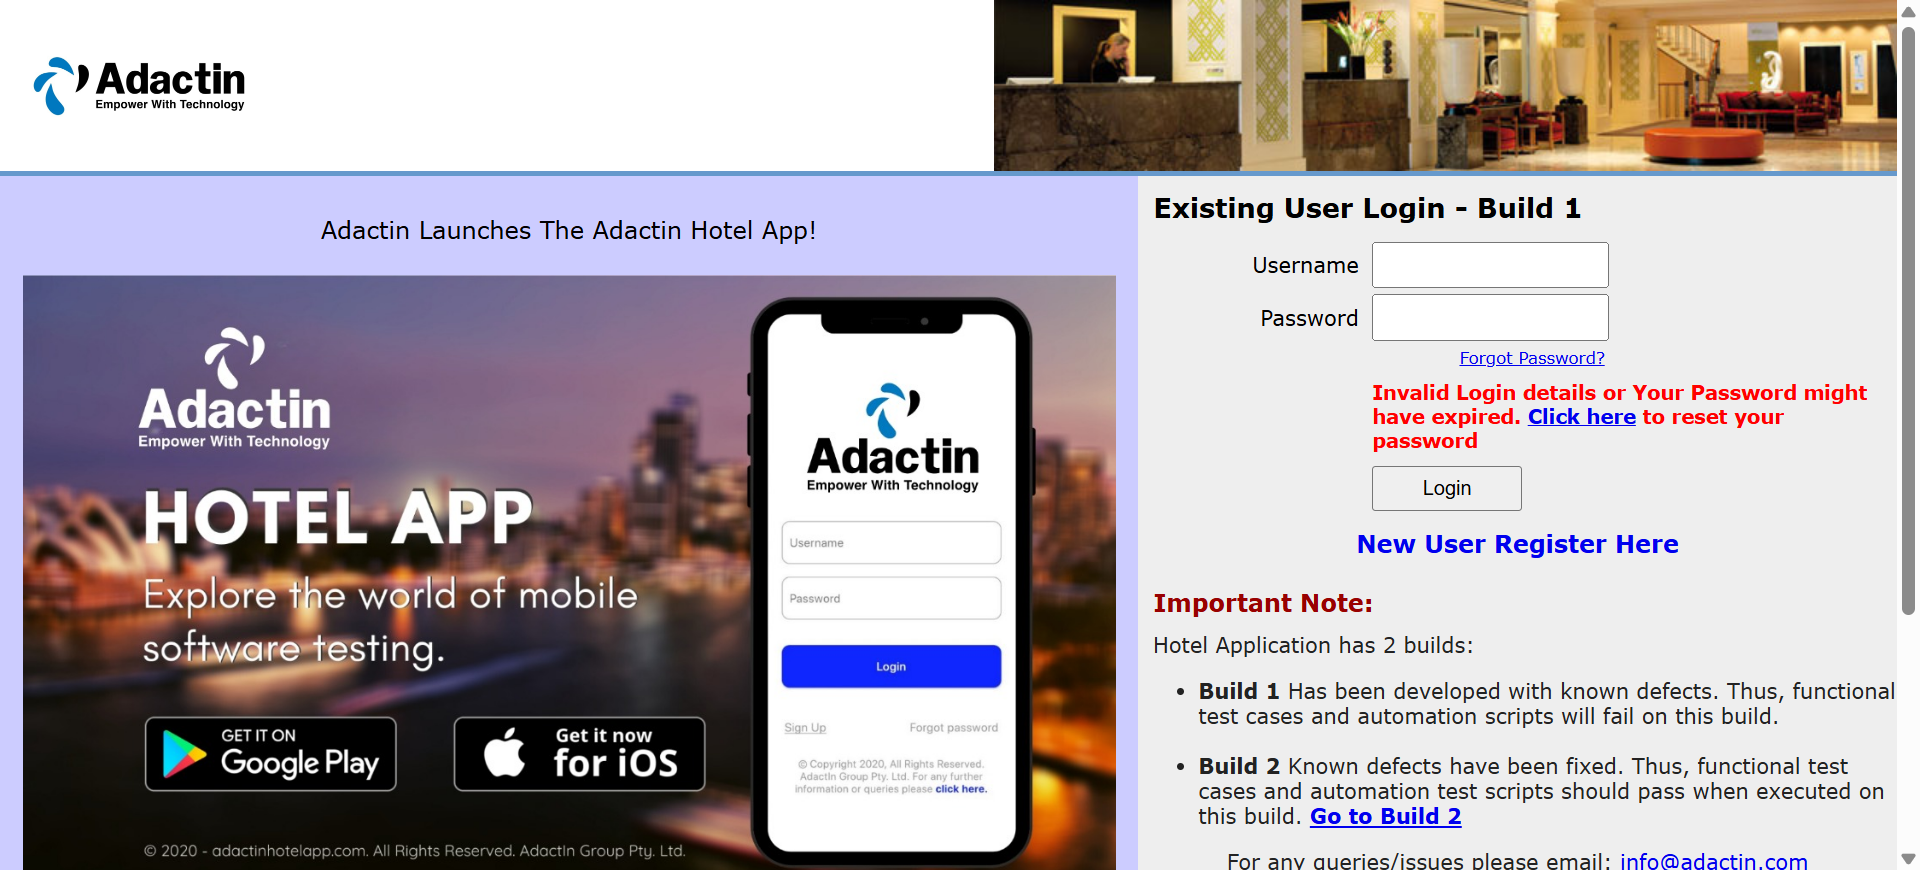 Adactin
Empower With Technology
Adactin Launches The Adactin Hotel App!
Adactin
Empower With Technology
HOTEL APP
Explore the world of mobile
software testing.
GET IT ON
Google Play
Get it now
for iOS
© 2020 - adactinhotelapp.com. All Rights Reserved. AdactIn Group Pty. Ltd.
Adactin
Empower With Technology
Username
Password
Login
Sign Up
Forgot password
© Copyright 2020, All Rights Reserved.
AdactIn Group Pty. Ltd. For any further
information or queries please click here.
Existing User Login - Build 1
Username
Password
Forgot Password?
Invalid Login details or Your Password might
have expired. Click here to reset your
password
Login
New User Register Here
Important Note:
Hotel Application has 2 builds:
• Build 1 Has been developed with known defects. Thus, functional
test cases and automation scripts will fail on this build.
• Build 2 Known defects have been fixed. Thus, functional test
cases and automation test scripts should pass when executed on
this build. Go to Build 2
For any queries/issues please email: info@adactin.com